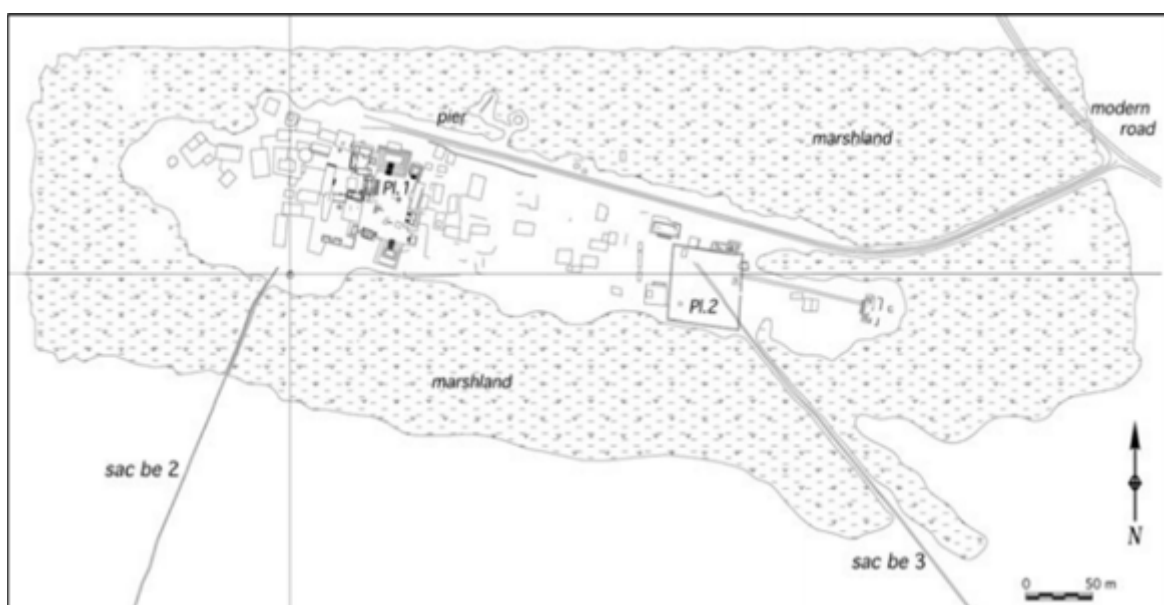 modern
road
pier
marshland
Pl.1
Pl.2
marshland
sac be 2
sac be 3
N
0 50 m